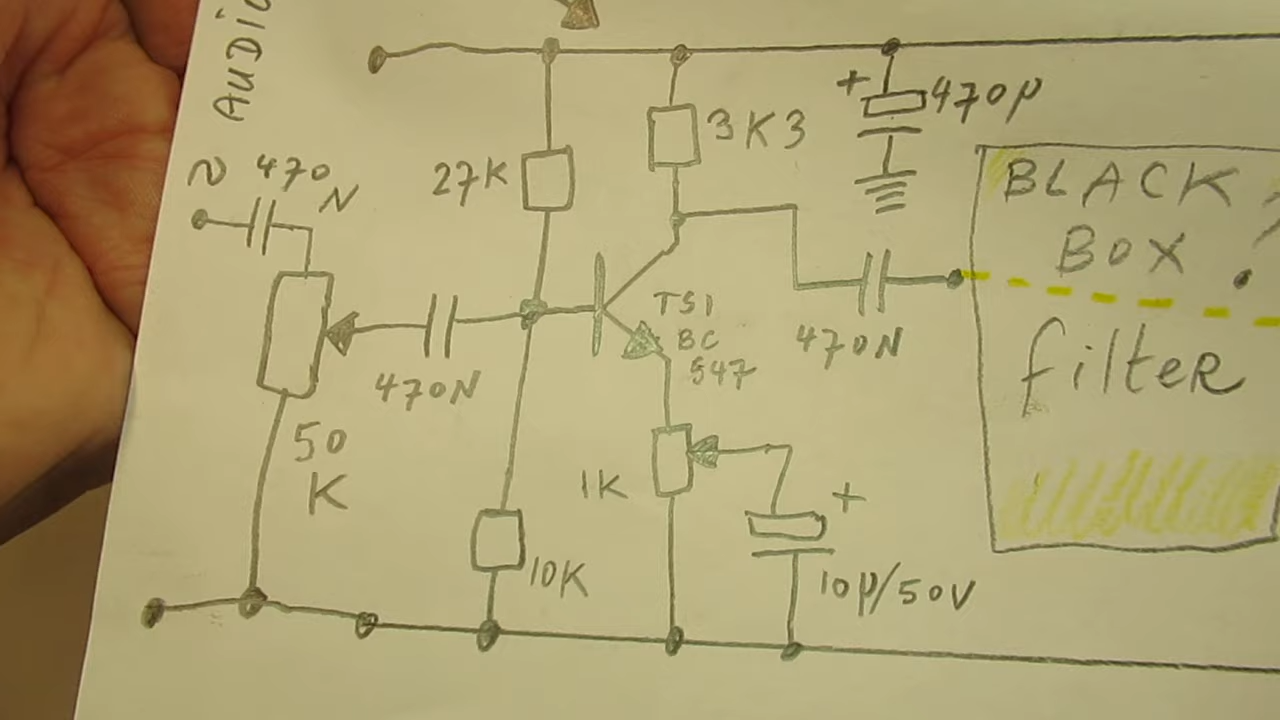 AUDIO
~ 470
N
27K
3K3
+ 470µ
BLACK
BOX ?
filter
50
K
470N
TS1
BC
547
470N
1K
+
10K
10µ/50V